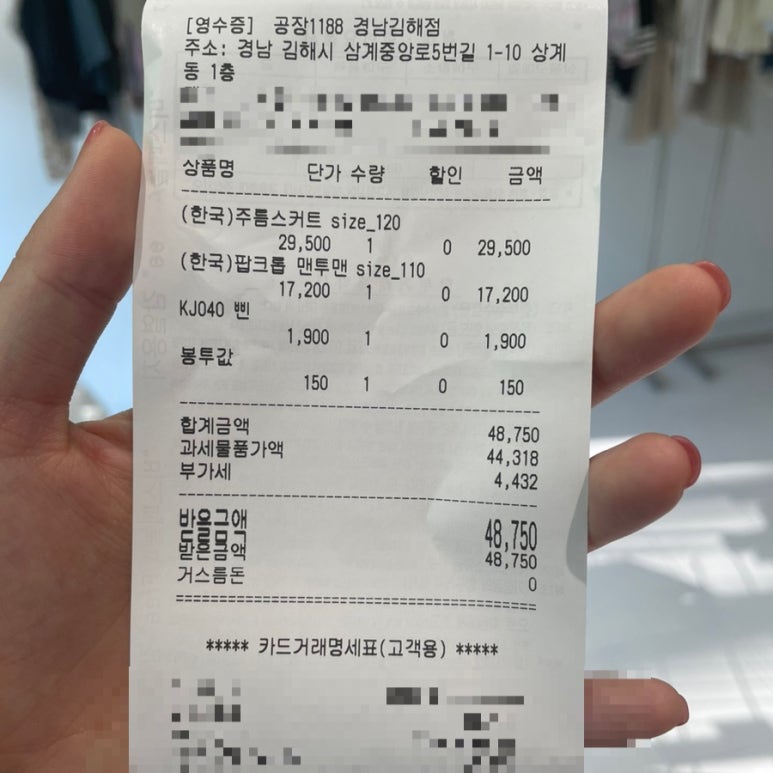 [영수증] 공장1188 경남김해점
주소: 경남 김해시 삼계중앙로5번길 1-10 상계
동 1층
상품명 단가 수량 할인 금액
(한국)주름스커트 size_120
29,500 1 0 29,500
(한국)팝크롭 맨투맨 size_110
17,200 1 0 17,200
KJ040 삔
1,900 1 0 1,900
봉투값
150 1 0 150
합계금액 48,750
과세물품가액 44,318
부가세 4,432
받을금액 48,750
받은금액 48,750
거스름돈 0
***** 카드거래명세표(고객용) *****